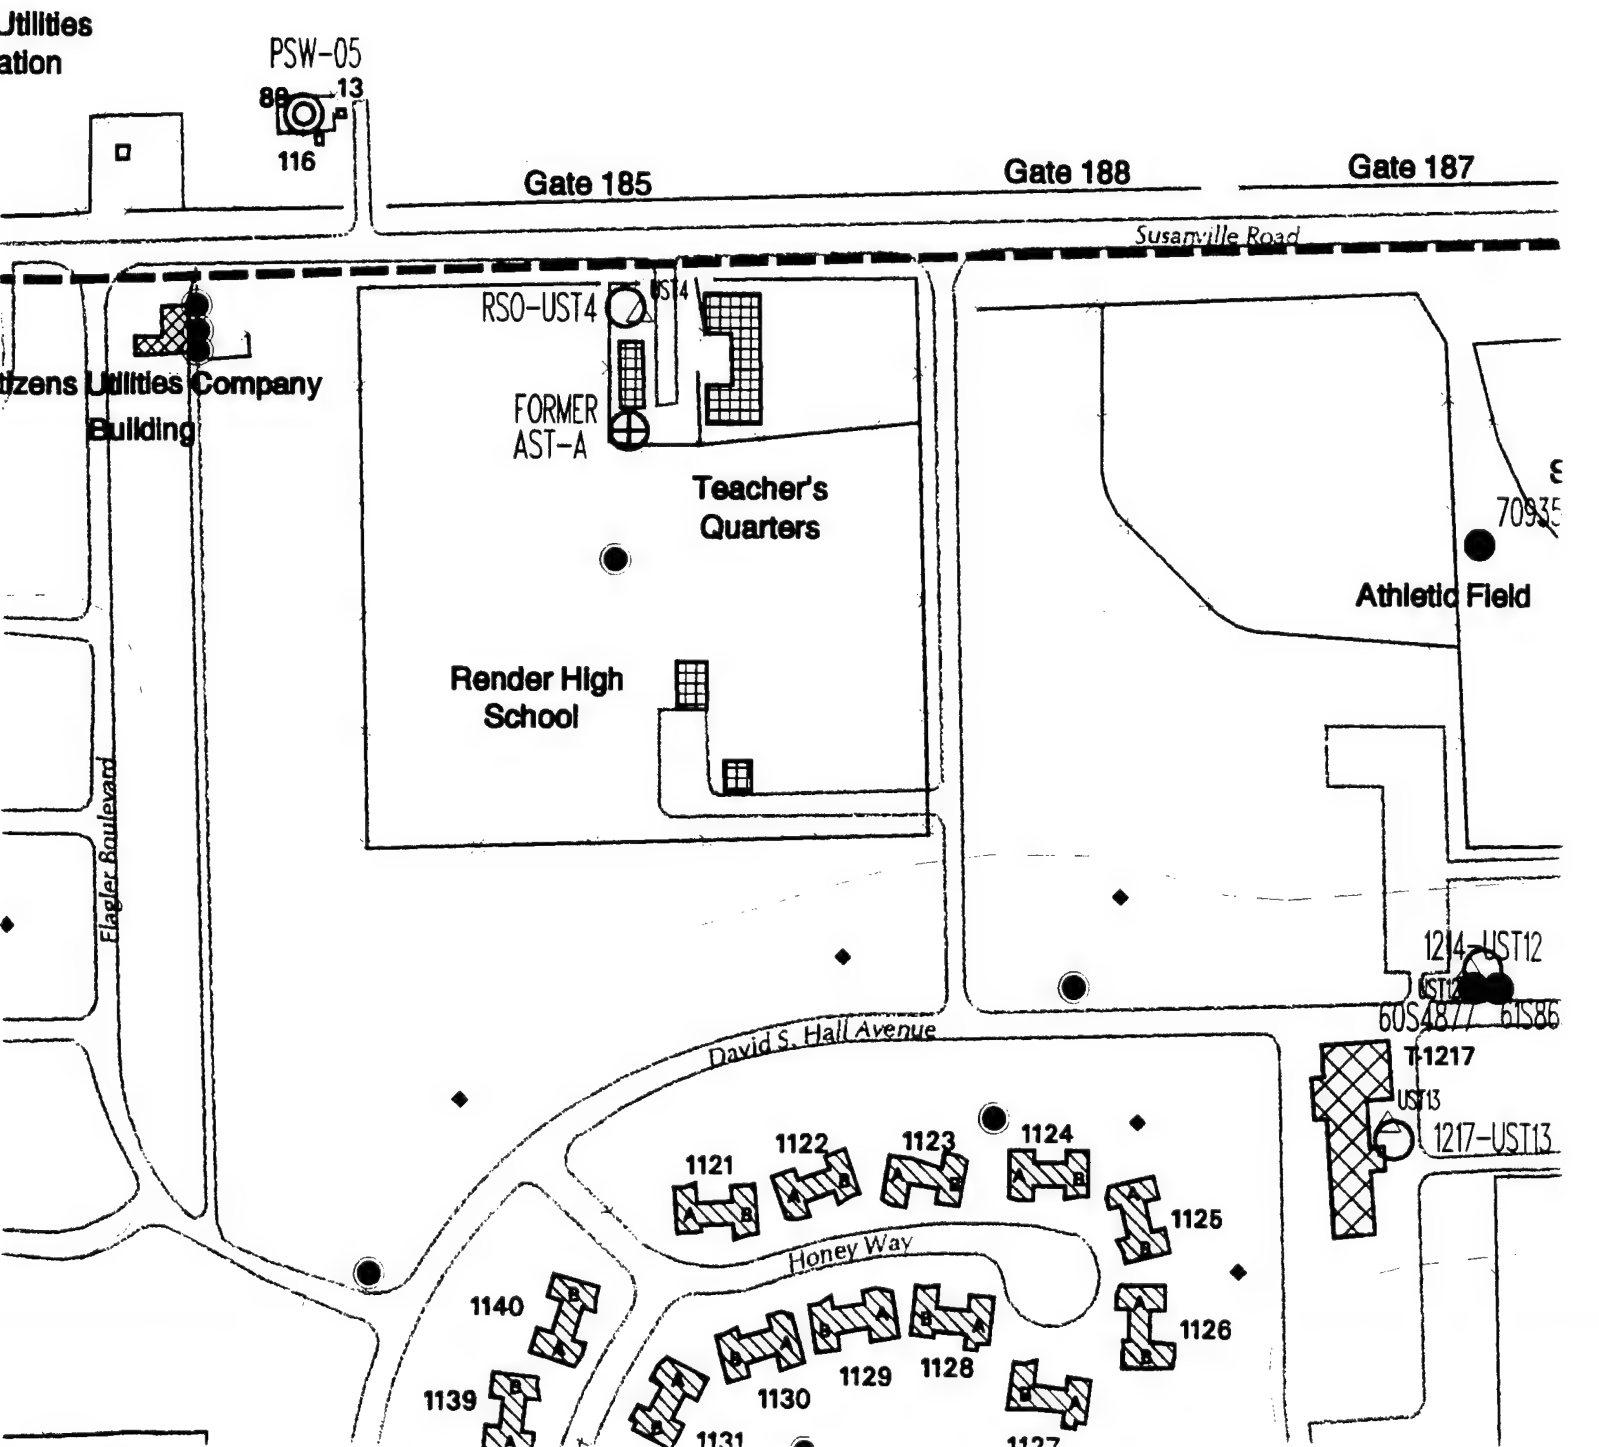 Utilities
ation
PSW-05
13
116
Gate 185
Gate 188
Gate 187
Susanville Road
RSO-UST4
UST4
tizens Utilities Company
Building
FORMER
AST-A
Teacher's
Quarters
70935
Athletic Field
Render High
School
Flagler Boulevard
1214-UST12
UST12
60S4877
61S86
David S. Hall Avenue
T-1217
UST13
1217-UST13
1121
A
B
1122
A
B
1123
A
B
1124
A
B
1125
A
B
Honey Way
1140
B
A
1126
A
B
1130
B
A
1129
B
A
1128
B
A
1139
B
A
1131
A
B
1127
B
A